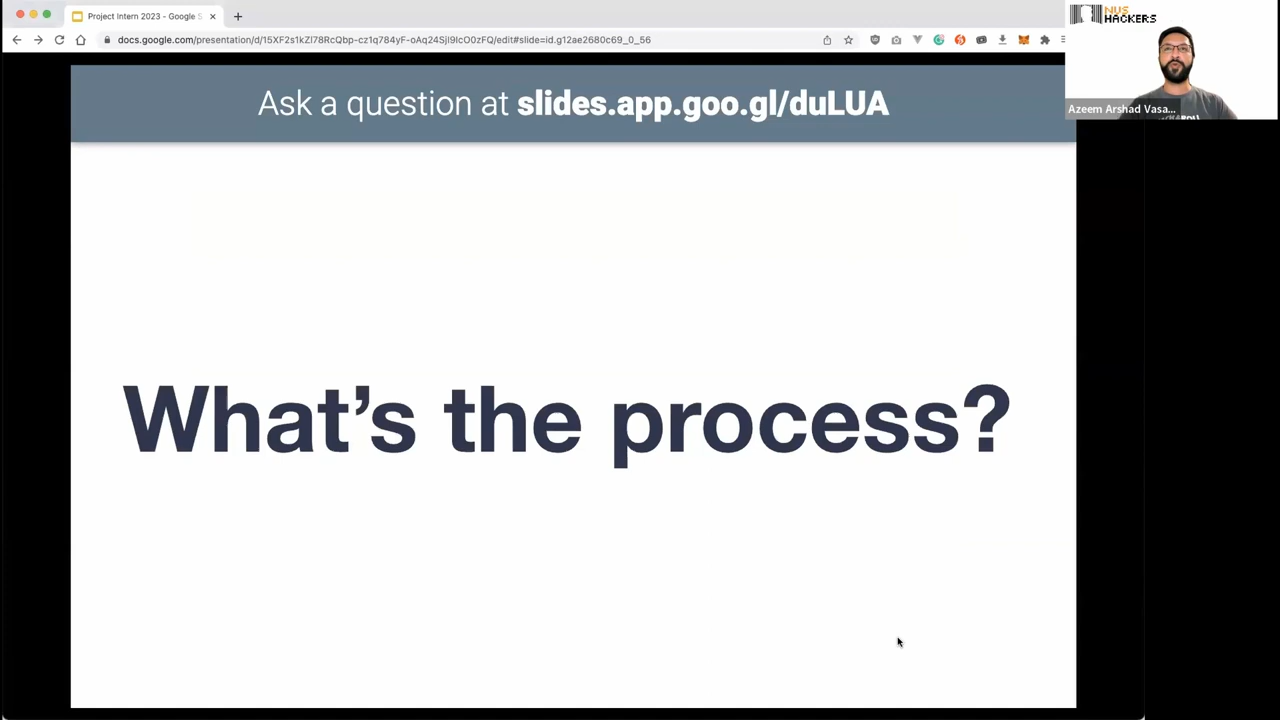 Project Intern 2023 - Google S
docs.google.com/presentation/d/15XF2s1kZl78RcQbp-cz1q784yF-oAq24SjI9IcO0zFQ/edit#slide=id.g12ae2680c69_0_56
NUS
HACKERS
Azeem Arshad Vasa...
Ask a question at slides.app.goo.gl/duLUA
What's the process?